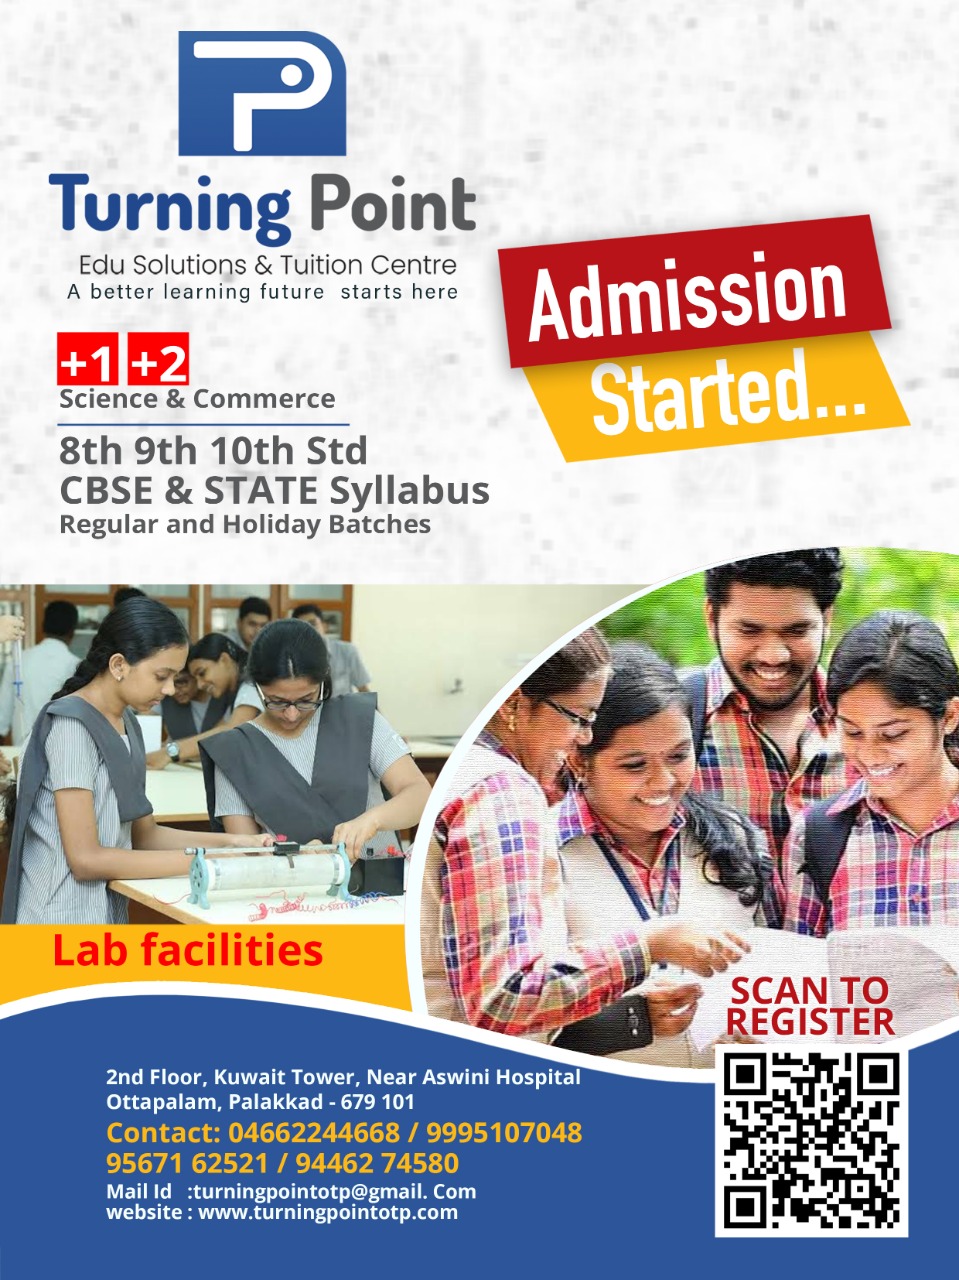 Turning Point
Edu Solutions & Tuition Centre
A better learning future starts here
Admission
Started...
+1 +2
Science & Commerce
8th 9th 10th Std
CBSE & STATE Syllabus
Regular and Holiday Batches
Lab facilities
SCAN TO
REGISTER
2nd Floor, Kuwait Tower, Near Aswini Hospital
Ottapalam, Palakkad - 679 101
Contact: 04662244668 / 9995107048
95671 62521 / 94462 74580
Mail Id :turningpointotp@gmail. Com
website : www.turningpointotp.com